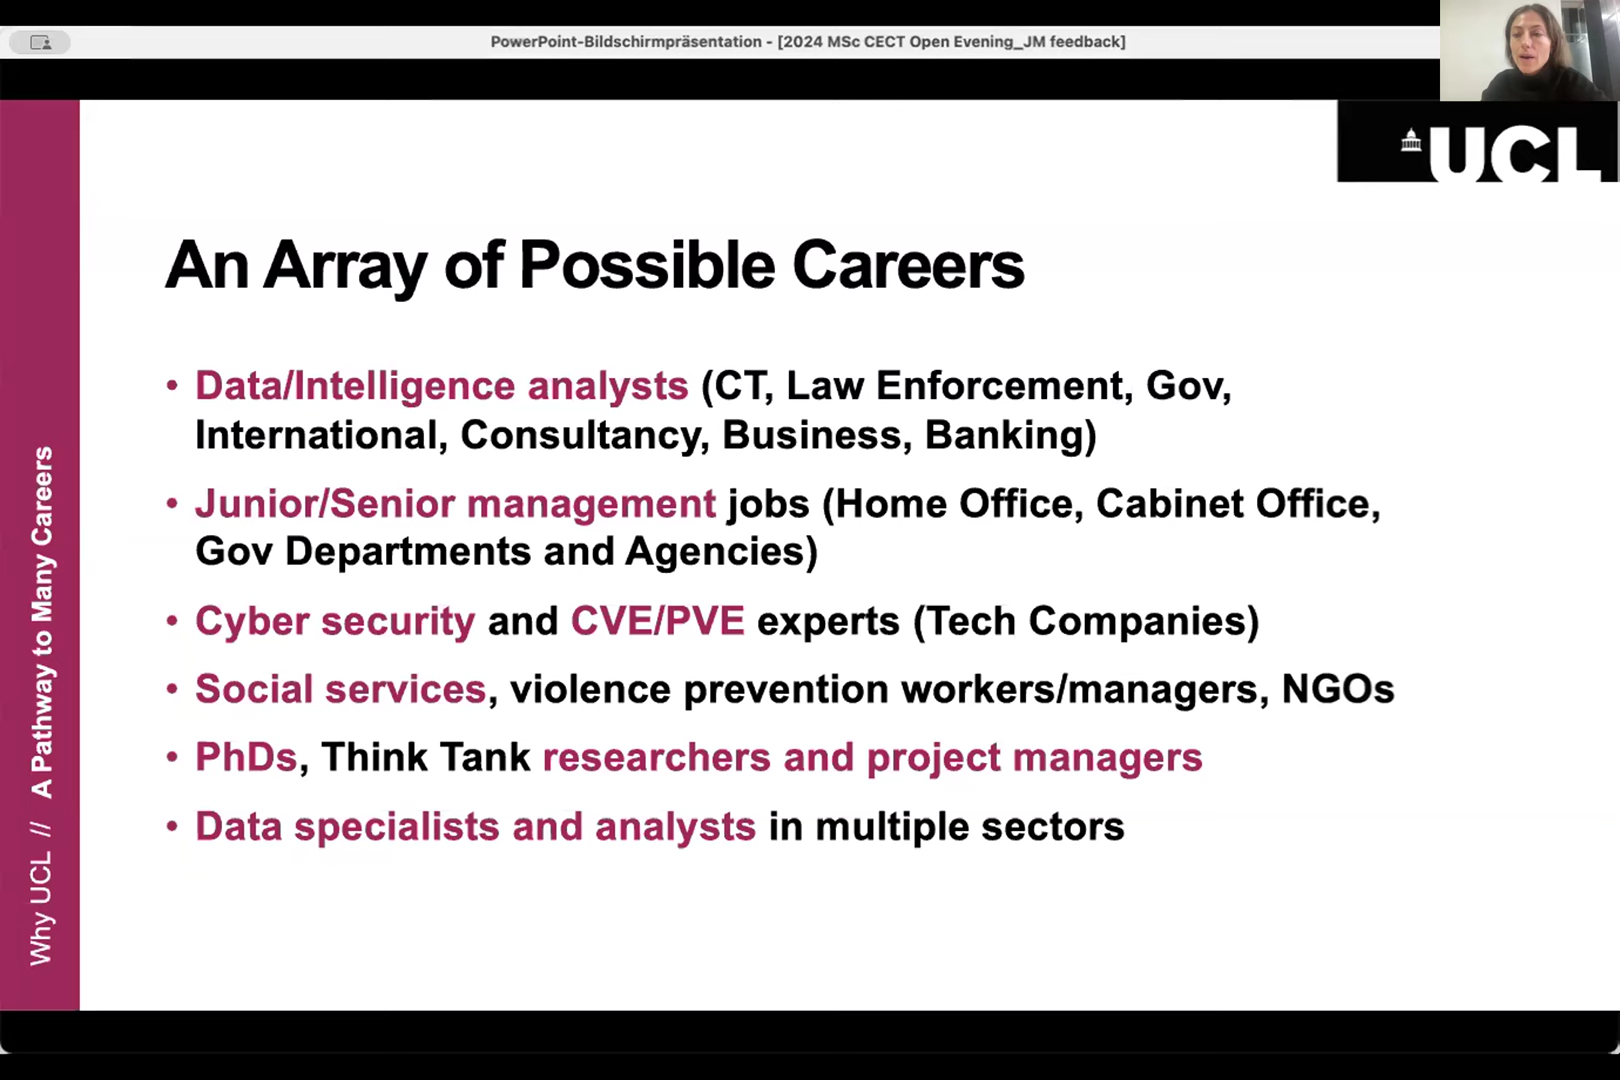 PowerPoint-Bildschirmpräsentation - [2024 MSc CECT Open Evening_JM feedback]
UCL
An Array of Possible Careers
• Data/Intelligence analysts (CT, Law Enforcement, Gov,
International, Consultancy, Business, Banking)
• Junior/Senior management jobs (Home Office, Cabinet Office,
Gov Departments and Agencies)
• Cyber security and CVE/PVE experts (Tech Companies)
• Social services, violence prevention workers/managers, NGOs
• PhDs, Think Tank researchers and project managers
• Data specialists and analysts in multiple sectors
Why UCL // A Pathway to Many Careers